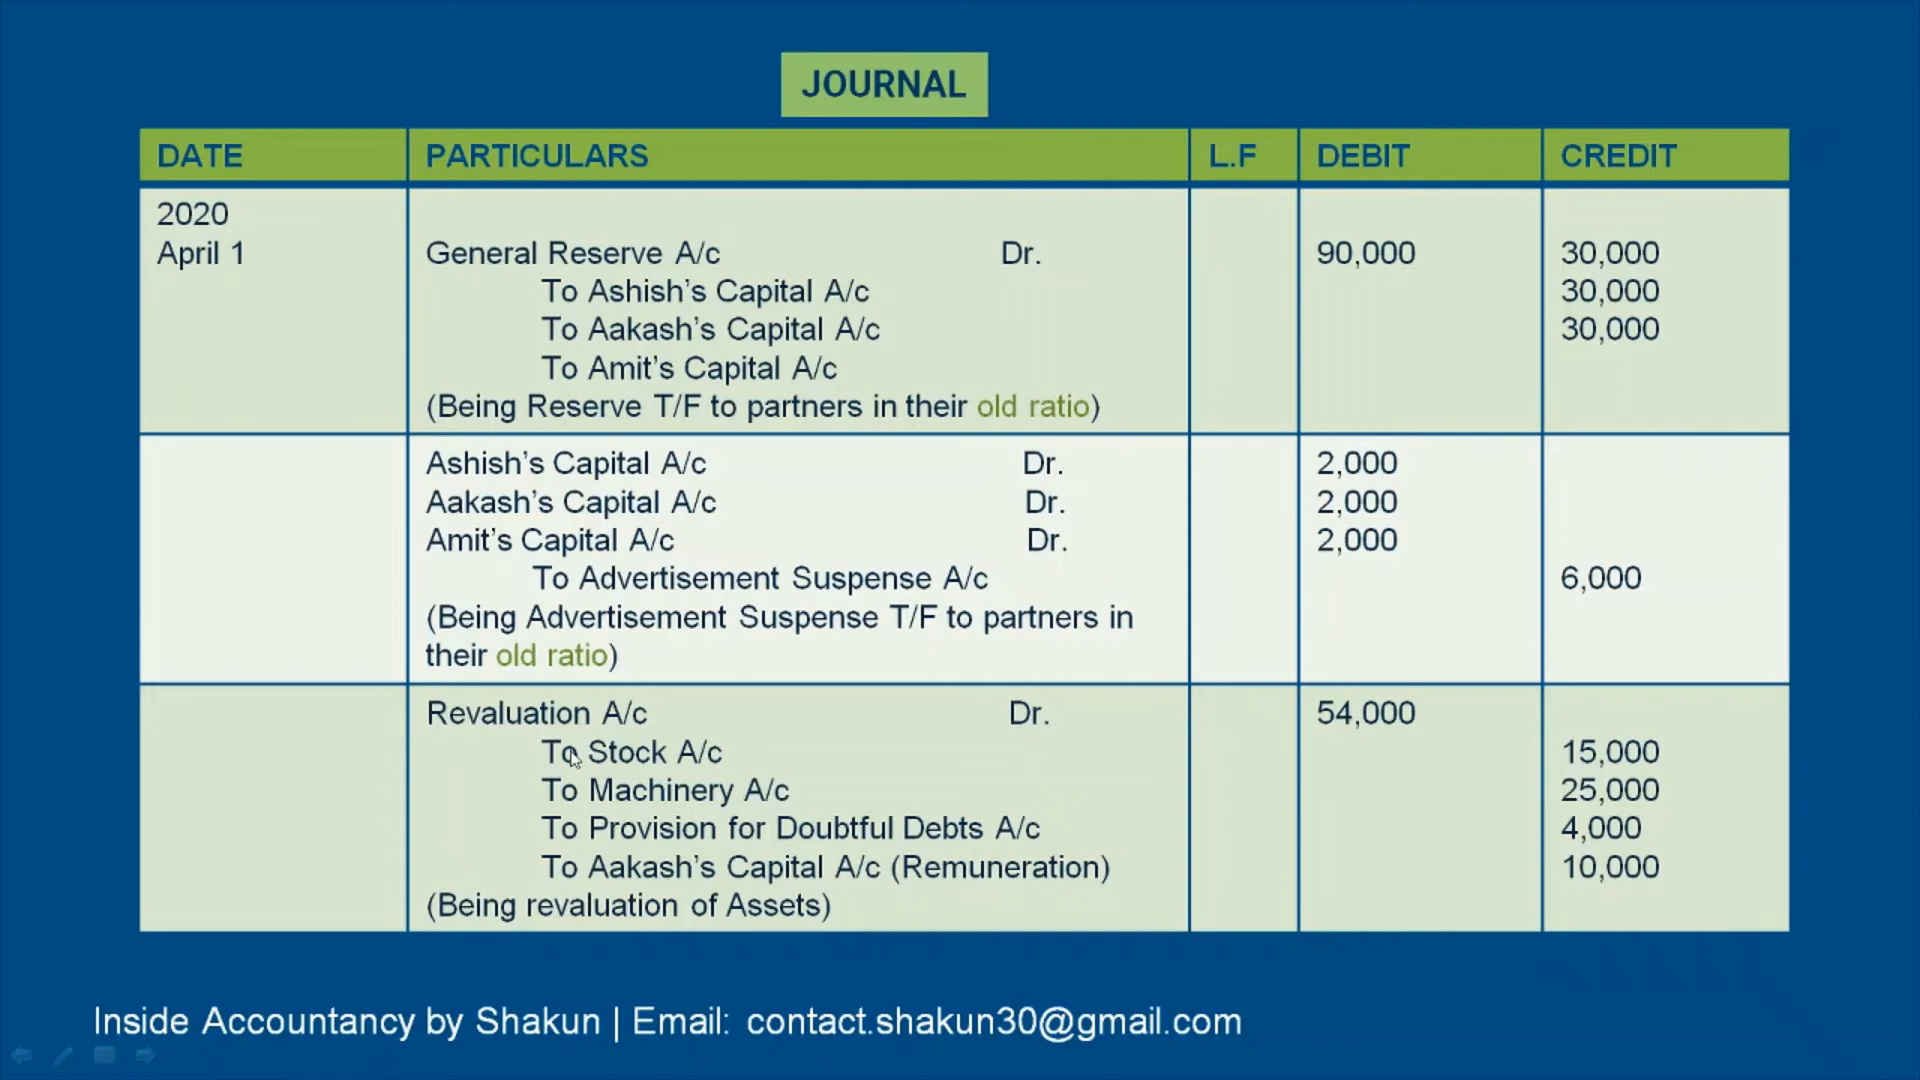 JOURNAL
DATE PARTICULARS L.F DEBIT CREDIT
2020
April 1 General Reserve A/c Dr. 90,000 30,000
To Ashish’s Capital A/c 30,000
To Aakash’s Capital A/c 30,000
To Amit’s Capital A/c
(Being Reserve T/F to partners in their old ratio)
Ashish’s Capital A/c Dr. 2,000
Aakash’s Capital A/c Dr. 2,000
Amit’s Capital A/c Dr. 2,000
To Advertisement Suspense A/c 6,000
(Being Advertisement Suspense T/F to partners in
their old ratio)
Revaluation A/c Dr. 54,000
To Stock A/c 15,000
To Machinery A/c 25,000
To Provision for Doubtful Debts A/c 4,000
To Aakash’s Capital A/c (Remuneration) 10,000
(Being revaluation of Assets)
Inside Accountancy by Shakun | Email: contact.shakun30@gmail.com